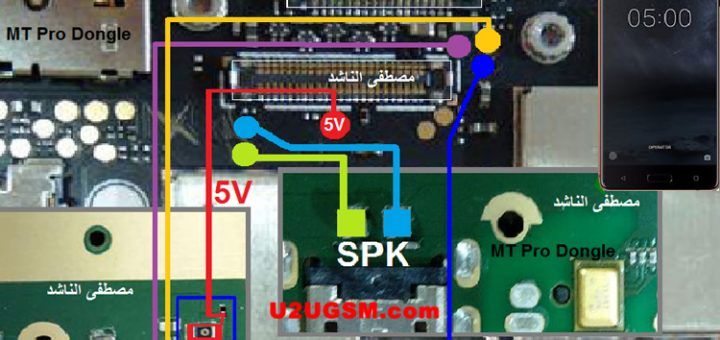 05:00
MT Pro Dongle
مصطفى الناشد
5V
OPERATOR
5V
مصطفى الناشد
SPK
MT Pro Dongle
مصطفى الناشد
U2UGSM.com